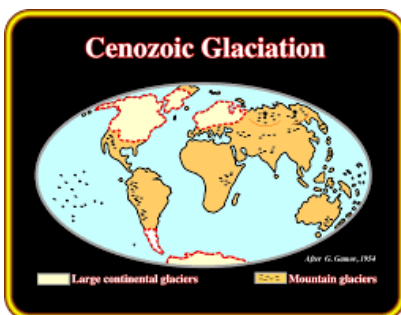 Cenozoic Glaciation
After G. Gamow, 1954
Large continental glaciers
Mountain glaciers